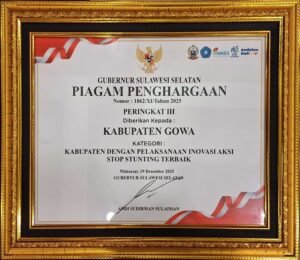 GUBERNUR SULAWESI SELATAN
PIAGAM PENGHARGAAN
Nomor : 1862/XI/Tahun 2025
PERINGKAT III
Diberikan Kepada :
KABUPATEN GOWA
KATEGORI :
KABUPATEN DENGAN PELAKSANAAN INOVASI AKSI
STOP STUNTING TERBAIK
Makassar, 19 Desember 2025
GUBERNUR SULAWESI SELATAN
ANDI SUDIRMAN SULAIMAN